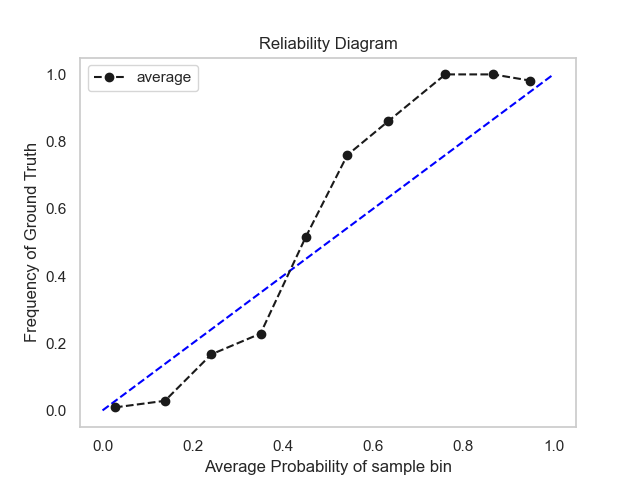 Reliability Diagram
average
1.0
0.8
0.6
0.4
0.2
0.0
Frequency of Ground Truth
0.0 0.2 0.4 0.6 0.8 1.0
Average Probability of sample bin